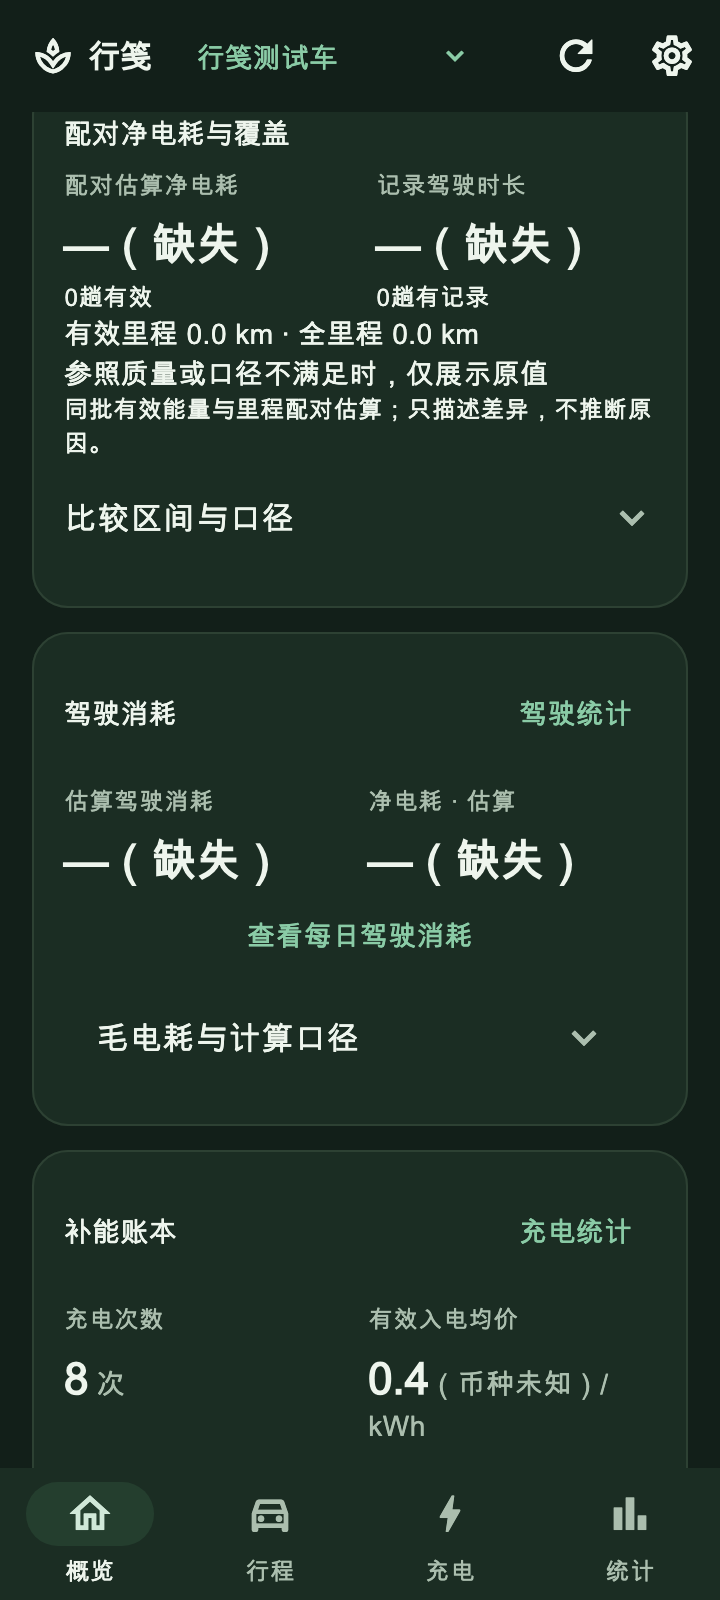 行笺 行笺测试车
配对净电耗与覆盖
配对估算净电耗 记录驾驶时长
—（缺失） —（缺失）
0趟有效 0趟有记录
有效里程 0.0 km · 全里程 0.0 km
参照质量或口径不满足时，仅展示原值
同批有效能量与里程配对估算；只描述差异，不推断原
因。
比较区间与口径
驾驶消耗 驾驶统计
估算驾驶消耗 净电耗 · 估算
—（缺失） —（缺失）
查看每日驾驶消耗
毛电耗与计算口径
补能账本 充电统计
充电次数 有效入电均价
8 次 0.4（币种未知）/
kWh
概览 行程 充电 统计